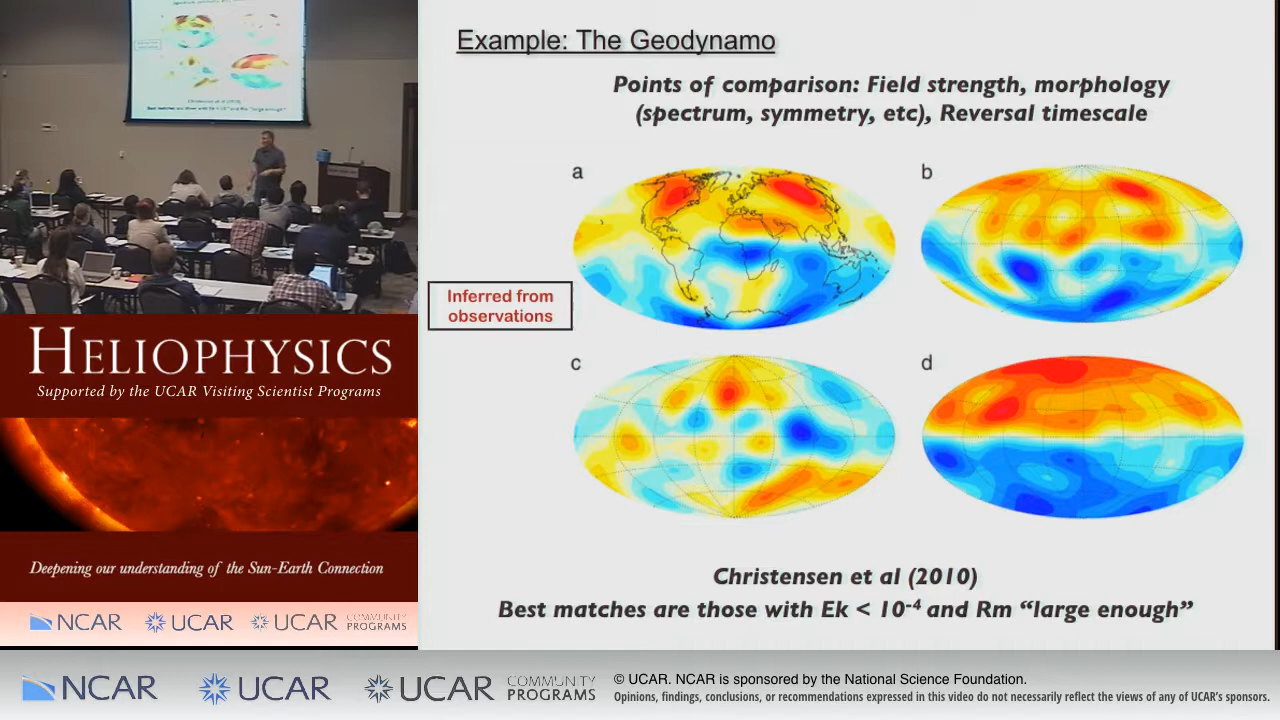 Example: The Geodynamo
Points of comparison: Field strength, morphology
(spectrum, symmetry, etc), Reversal timescale
a
b
Inferred from
observations
c
d
Christensen et al (2010)
Best matches are those with Ek < 10⁻⁴ and Rm “large enough”
HELIOPHYSICS
Supported by the UCAR Visiting Scientist Programs
Deepening our understanding of the Sun-Earth Connection
NCAR UCAR UCAR COMMUNITY
PROGRAMS
NCAR UCAR UCAR COMMUNITY
PROGRAMS
© UCAR. NCAR is sponsored by the National Science Foundation.
Opinions, findings, conclusions, or recommendations expressed in this video do not necessarily reflect the views of any of UCAR's sponsors.